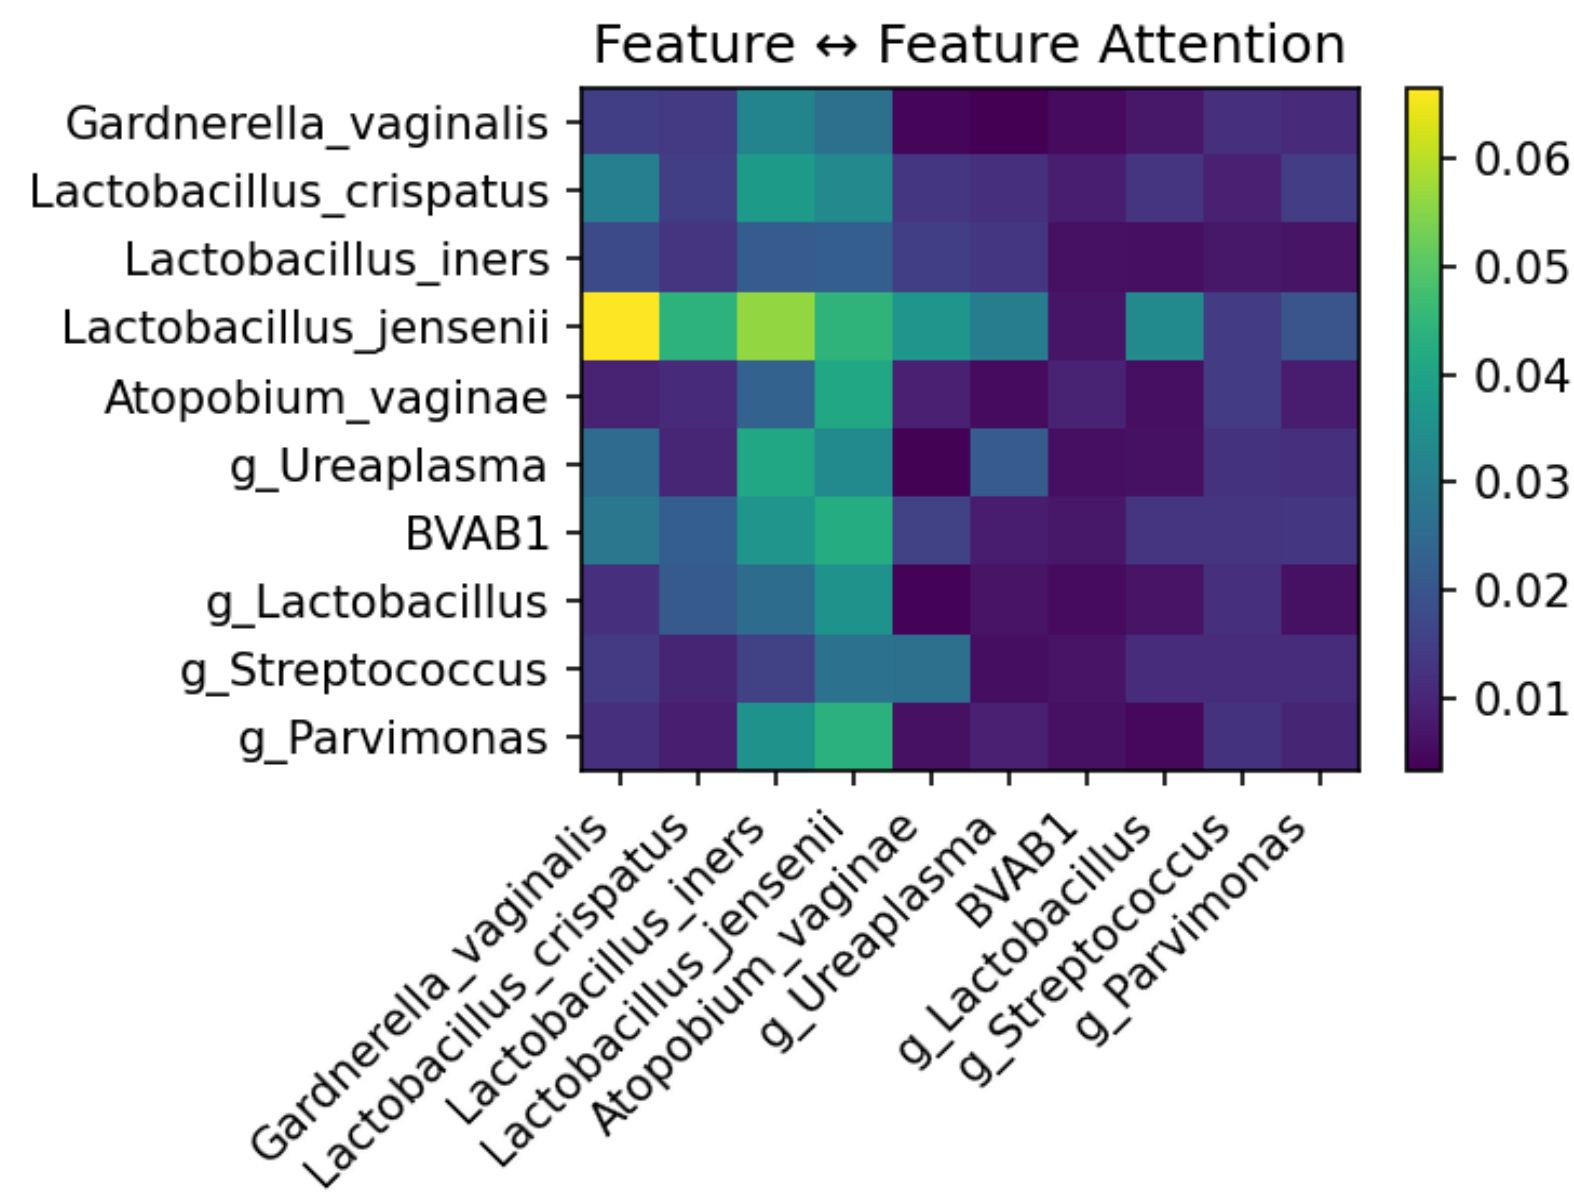 Feature ↔ Feature Attention
Gardnerella_vaginalis
Lactobacillus_crispatus
Lactobacillus_iners
Lactobacillus_jensenii
Atopobium_vaginae
g_Ureaplasma
BVAB1
g_Lactobacillus
g_Streptococcus
g_Parvimonas
0.06
0.05
0.04
0.03
0.02
0.01
Gardnerella_vaginalis
Lactobacillus_crispatus
Lactobacillus_iners
Lactobacillus_jensenii
Atopobium_vaginae
g_Ureaplasma
BVAB1
g_Lactobacillus
g_Streptococcus
g_Parvimonas